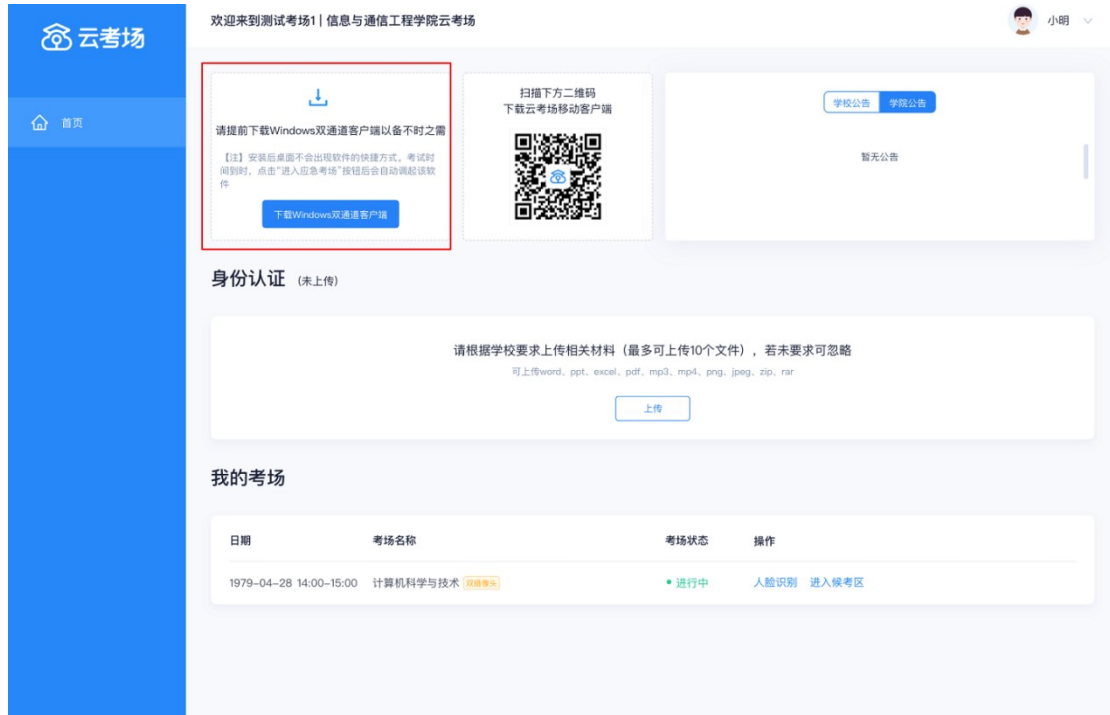 云考场
首页
欢迎来到测试考场1 | 信息与通信工程学院云考场
小明
请提前下载Windows双通道客户端以备不时之需
【注】安装后桌面不会出现软件的快捷方式，考试时
间到时，点击“进入应急考场”按钮后会自动调起该软
件
下载Windows双通道客户端
扫描下方二维码
下载云考场移动客户端
学校公告 学院公告
暂无公告
身份认证 (未上传)
请根据学校要求上传相关材料（最多可上传10个文件），若未要求可忽略
可上传word、ppt、excel、pdf、mp3、mp4、png、jpeg、zip、rar
上传
我的考场
日期 考场名称 考场状态 操作
1979-04-28 14:00-15:00 计算机科学与技术 双摄像头 进行中 人脸识别 进入候考区